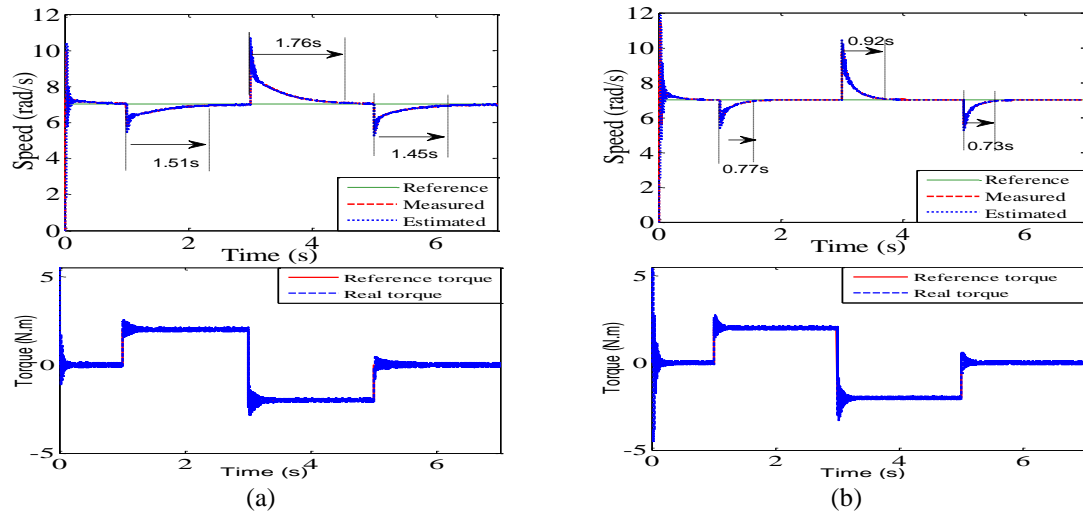 12
10
8
6
4
2
0
Speed (rad/s)
1.76s
1.51s
1.45s
Reference
Measured
Estimated
0 2 4 6
Time (s)
5
0
-5
Torque (N.m)
Reference torque
Real torque
0 2 4 6
Time (s)
(a)
12
10
8
6
4
2
0
Speed (rad/s)
0.92s
0.77s
0.73s
Reference
Measured
Estimated
0 2 4 6
Time (s)
5
0
-5
Torque (N.m)
Reference torque
Real torque
0 2 4 6
Time (s)
(b)